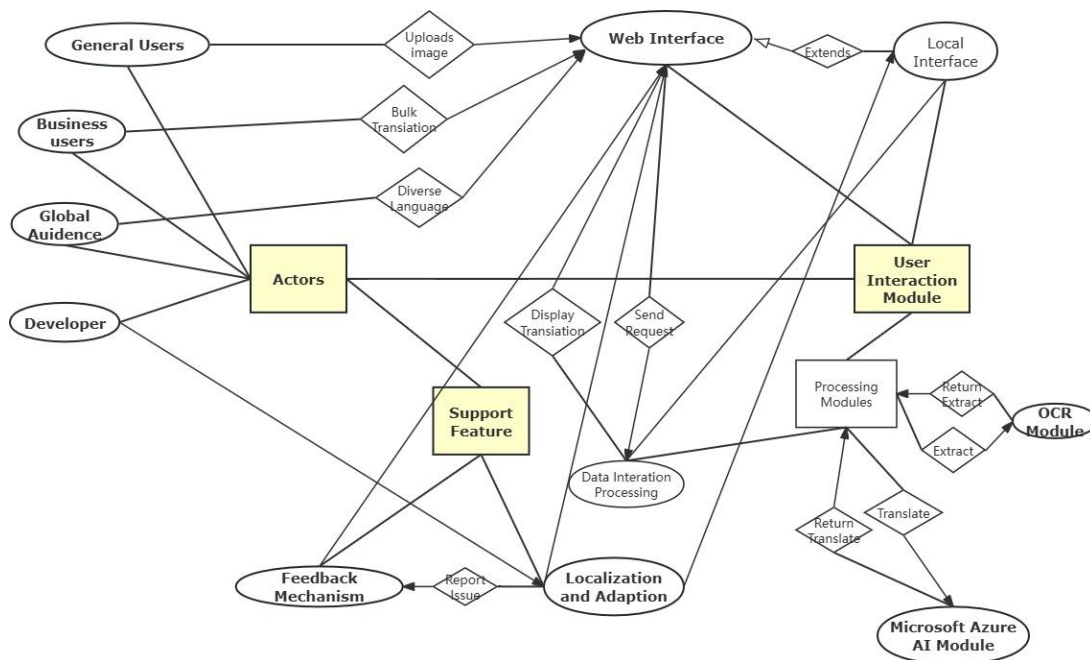 General Users
Uploads
image
Web Interface
Extends
Local
Interface
Business
users
Bulk
Transiation
Diverse
Language
Global
Auidence
Actors
User
Interaction
Module
Developer
Display
Transiation
Send
Request
Processing
Modules
Return
Extract
OCR
Module
Extract
Support
Feature
Data Interation
Processing
Translate
Return
Translate
Feedback
Mechanism
Report
Issue
Localization
and Adaption
Microsoft Azure
AI Module